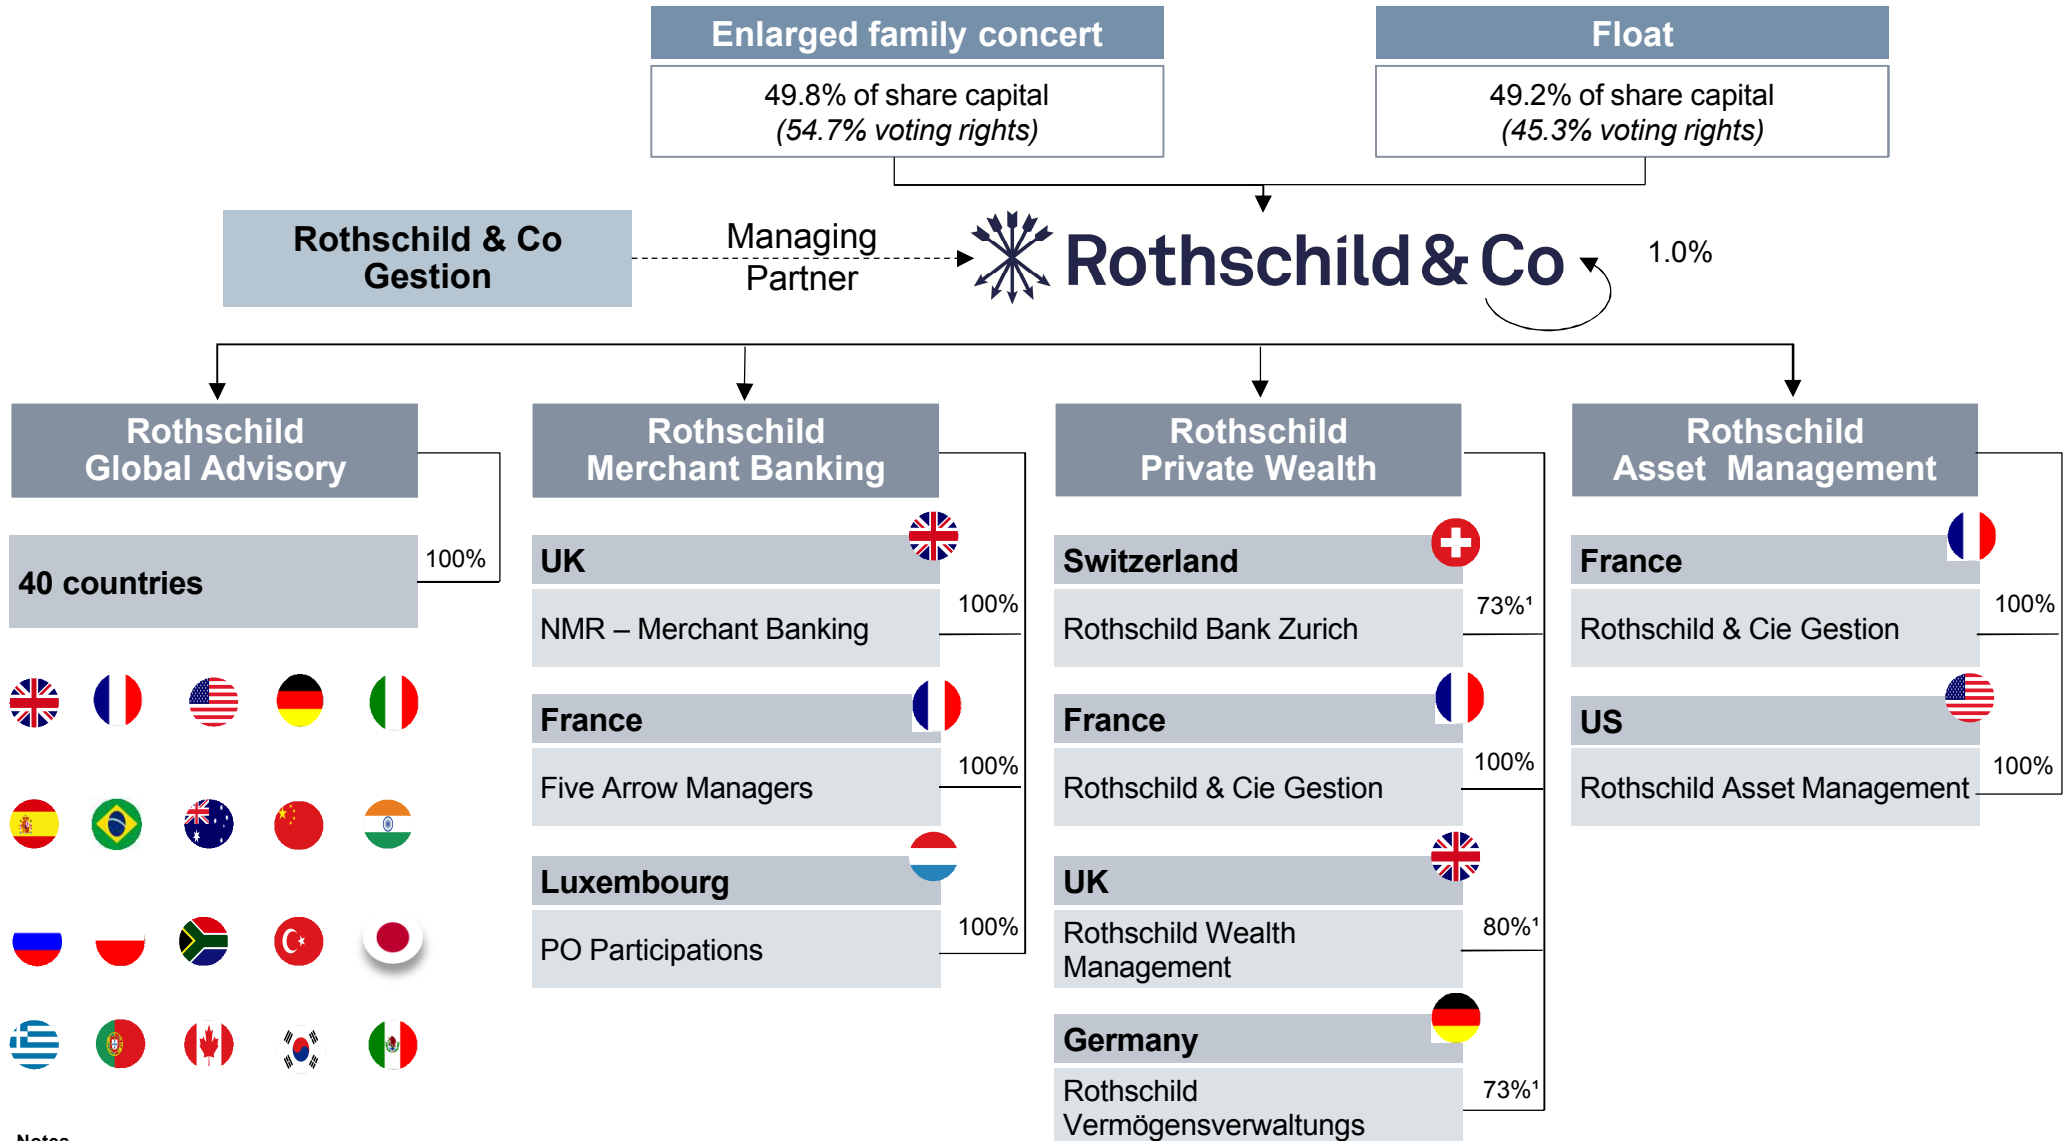 Enlarged family concert
49.8% of share capital
(54.7% voting rights)
Float
49.2% of share capital
(45.3% voting rights)
Rothschild & Co
Gestion
Managing
Partner
Rothschild & Co
1.0%
Rothschild
Global Advisory
40 countries
100%
Rothschild
Merchant Banking
UK
NMR – Merchant Banking
100%
France
Five Arrow Managers
100%
Luxembourg
PO Participations
100%
Rothschild
Private Wealth
Switzerland
Rothschild Bank Zurich
73%¹
France
Rothschild & Cie Gestion
100%
UK
Rothschild Wealth
Management
80%¹
Germany
Rothschild
Vermögensverwaltungs
73%¹
Rothschild
Asset Management
France
Rothschild & Cie Gestion
100%
US
Rothschild Asset Management
100%
Notes